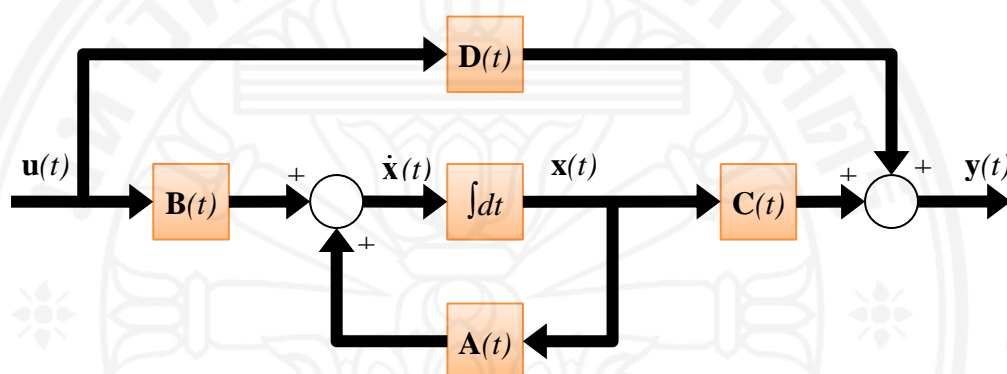 D(t)
u(t)
ẋ(t)
x(t)
y(t)
B(t)
+
∫dt
C(t)
+
+
+
A(t)